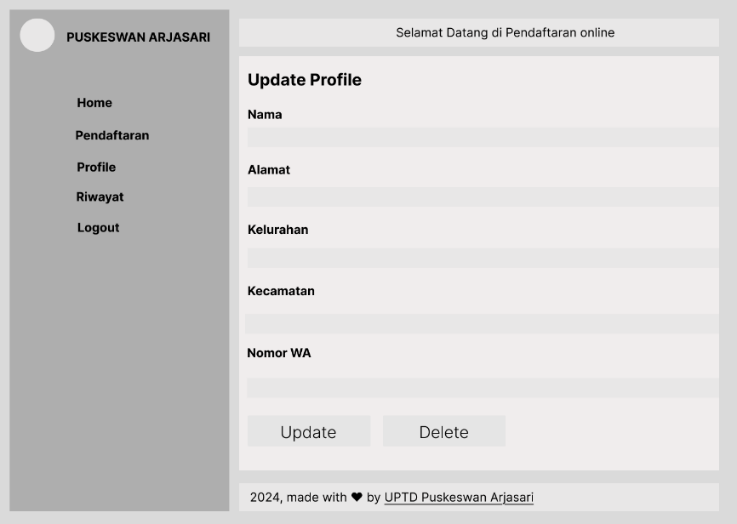 PUSKESWAN ARJASARI
Home
Pendaftaran
Profile
Riwayat
Logout
Selamat Datang di Pendaftaran online
Update Profile
Nama
Alamat
Kelurahan
Kecamatan
Nomor WA
Update
Delete
2024, made with ❤ by UPTD Puskeswan Arjasari